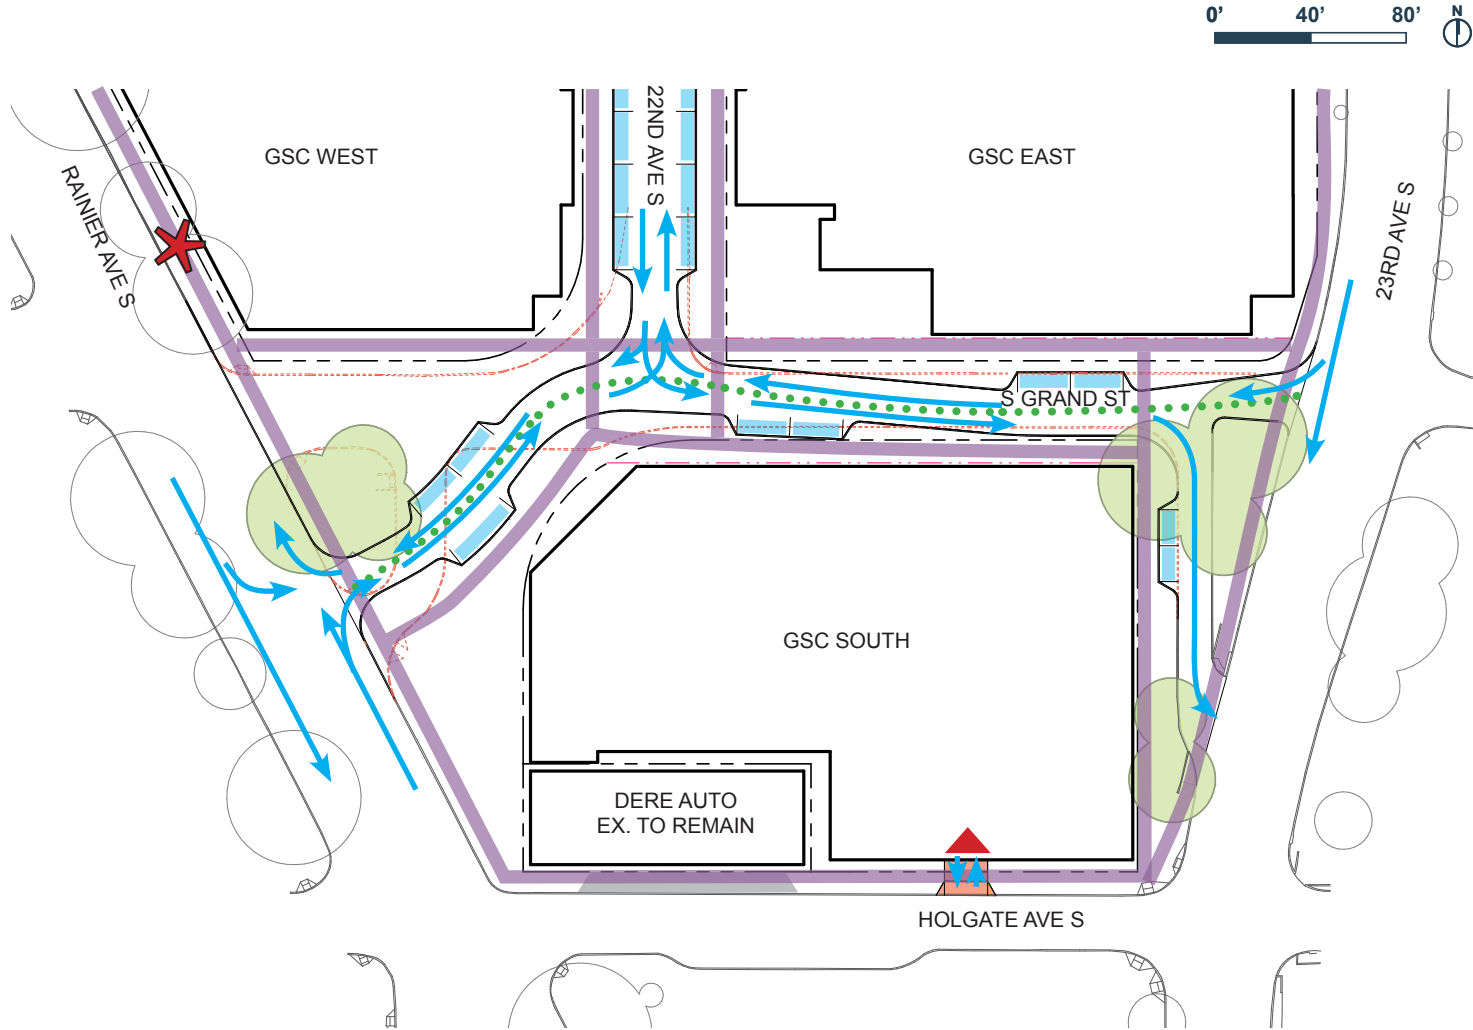 0' 40' 80' N
GSC WEST
22ND AVE S
GSC EAST
RAINIER AVE S
23RD AVE S
S GRAND ST
GSC SOUTH
DERE AUTO
EX. TO REMAIN
HOLGATE AVE S